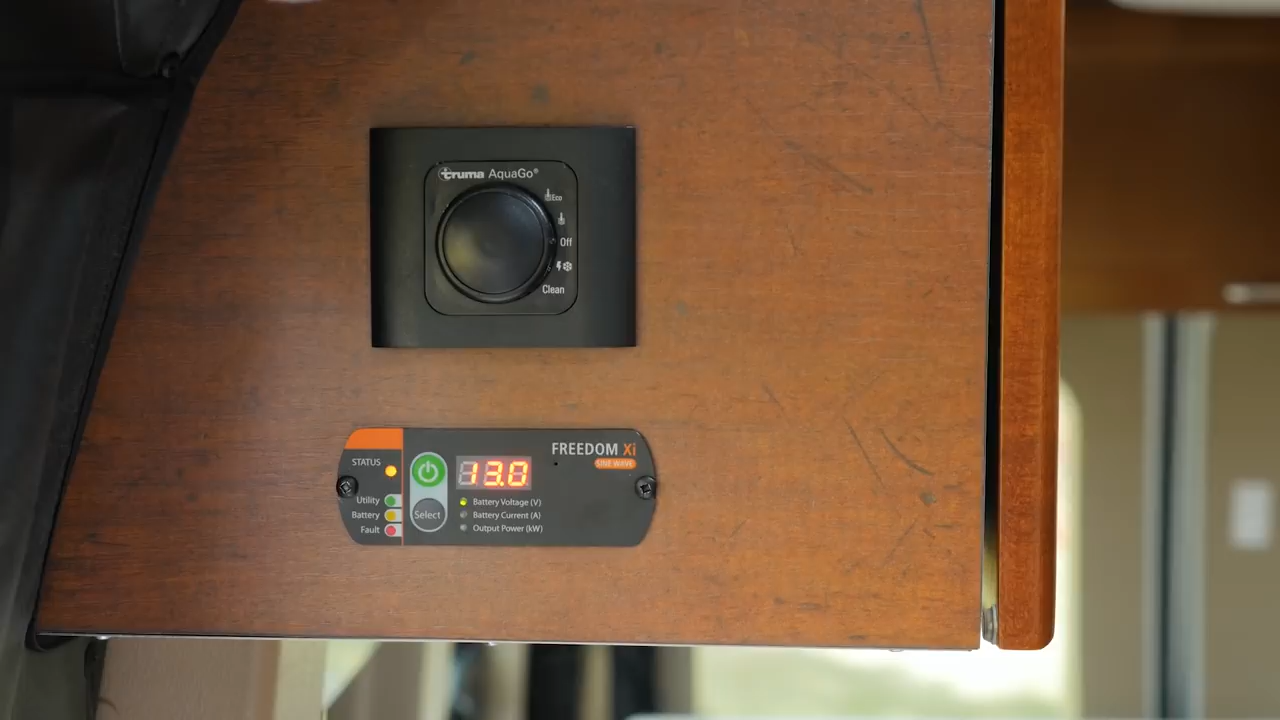 truma AquaGo®
Eco
Off
Clean
FREEDOM Xi
SINE WAVE
STATUS
13.0
Utility
Battery
Fault
Select
Battery Voltage (V)
Battery Current (A)
Output Power (kW)